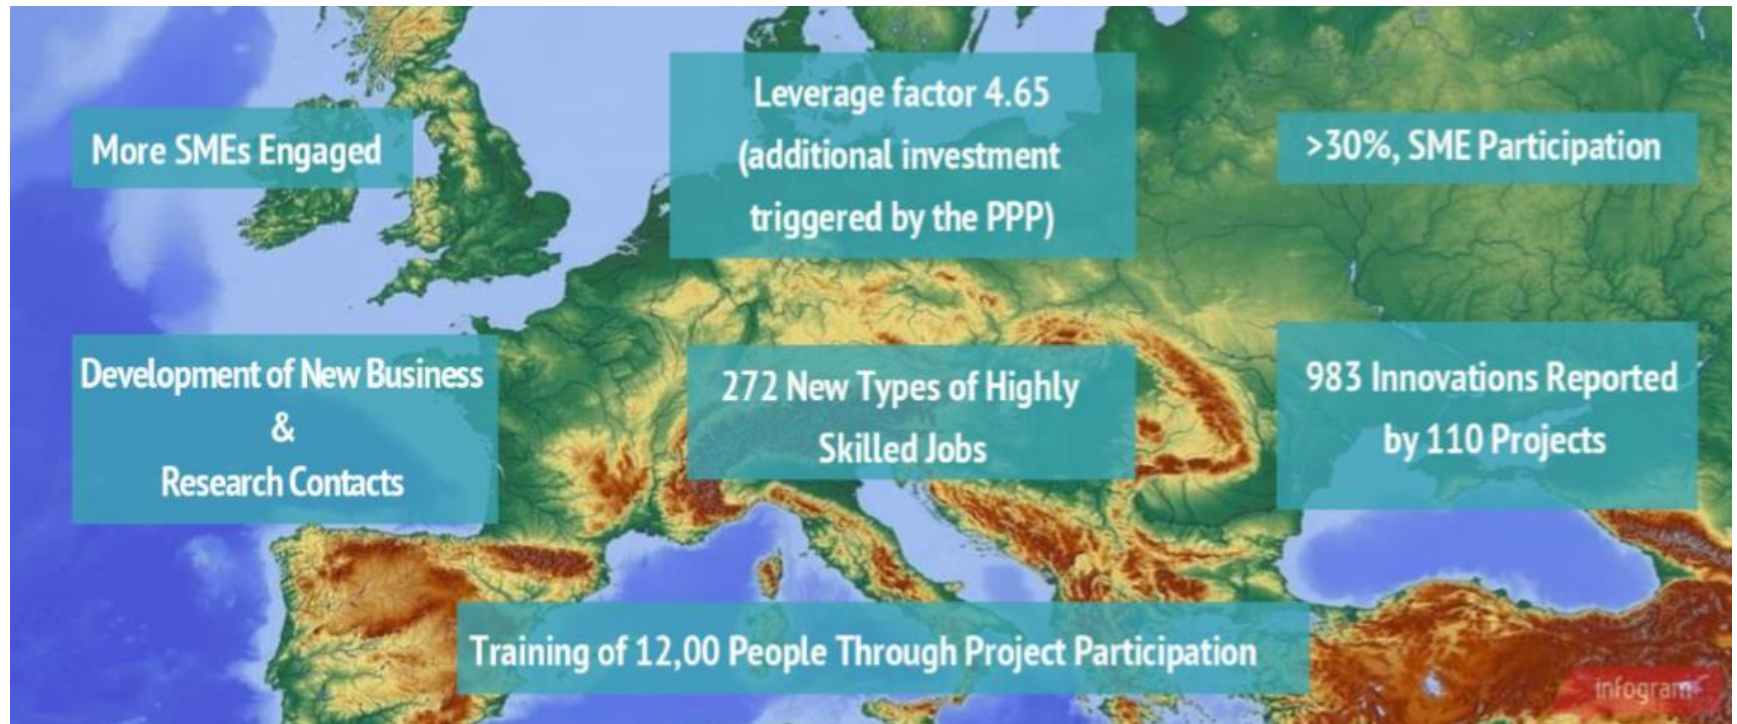 More SMEs Engaged
Leverage factor 4.65
(additional investment
triggered by the PPP)
>30%, SME Participation
Development of New Business
&
Research Contacts
272 New Types of Highly
Skilled Jobs
983 Innovations Reported
by 110 Projects
Training of 12,00 People Through Project Participation
infogram